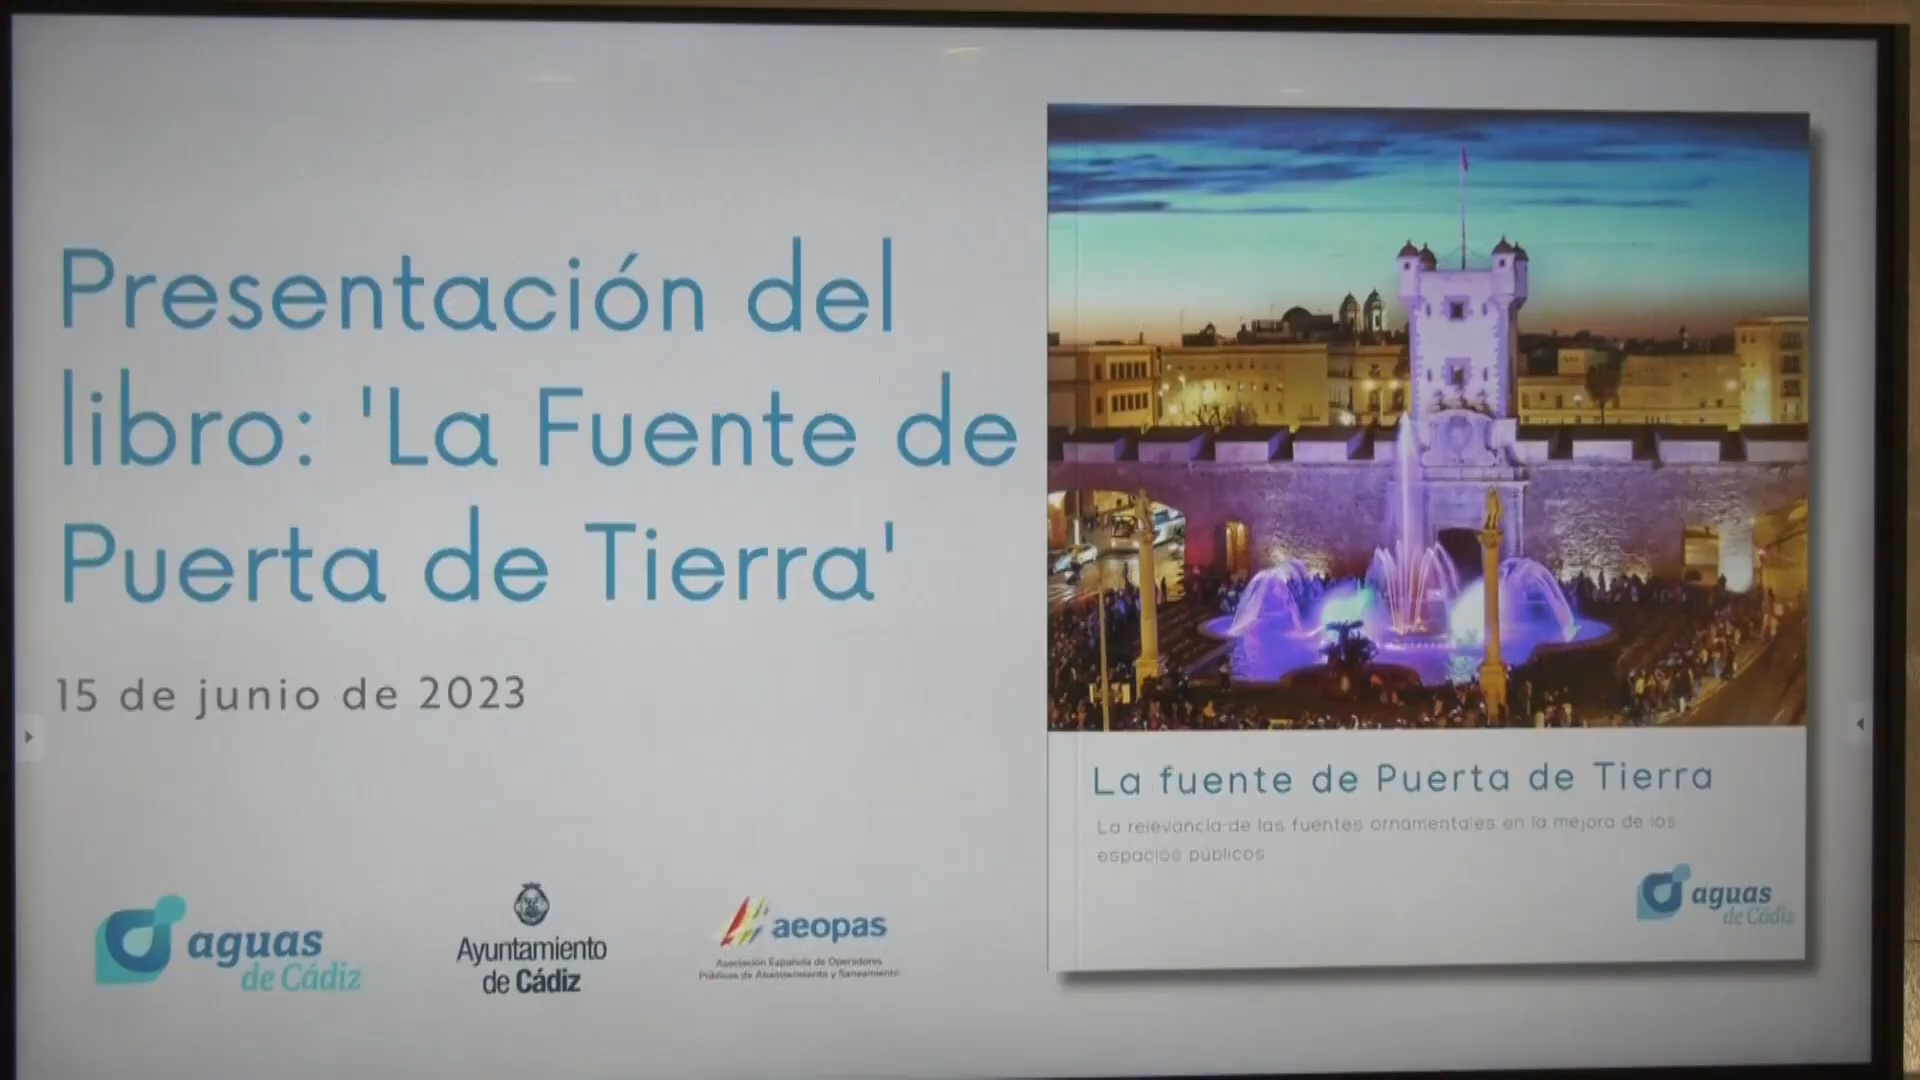 Presentación del
libro: 'La Fuente de
Puerta de Tierra'
15 de junio de 2023
aguas
de Cádiz
Ayuntamiento
de Cádiz
aeopas
Asociación Española de Operadores
Públicos de Abastecimiento y Saneamiento
La fuente de Puerta de Tierra
La relevancia de las fuentes ornamentales en la mejora de los
espacios públicos
aguas
de Cádiz